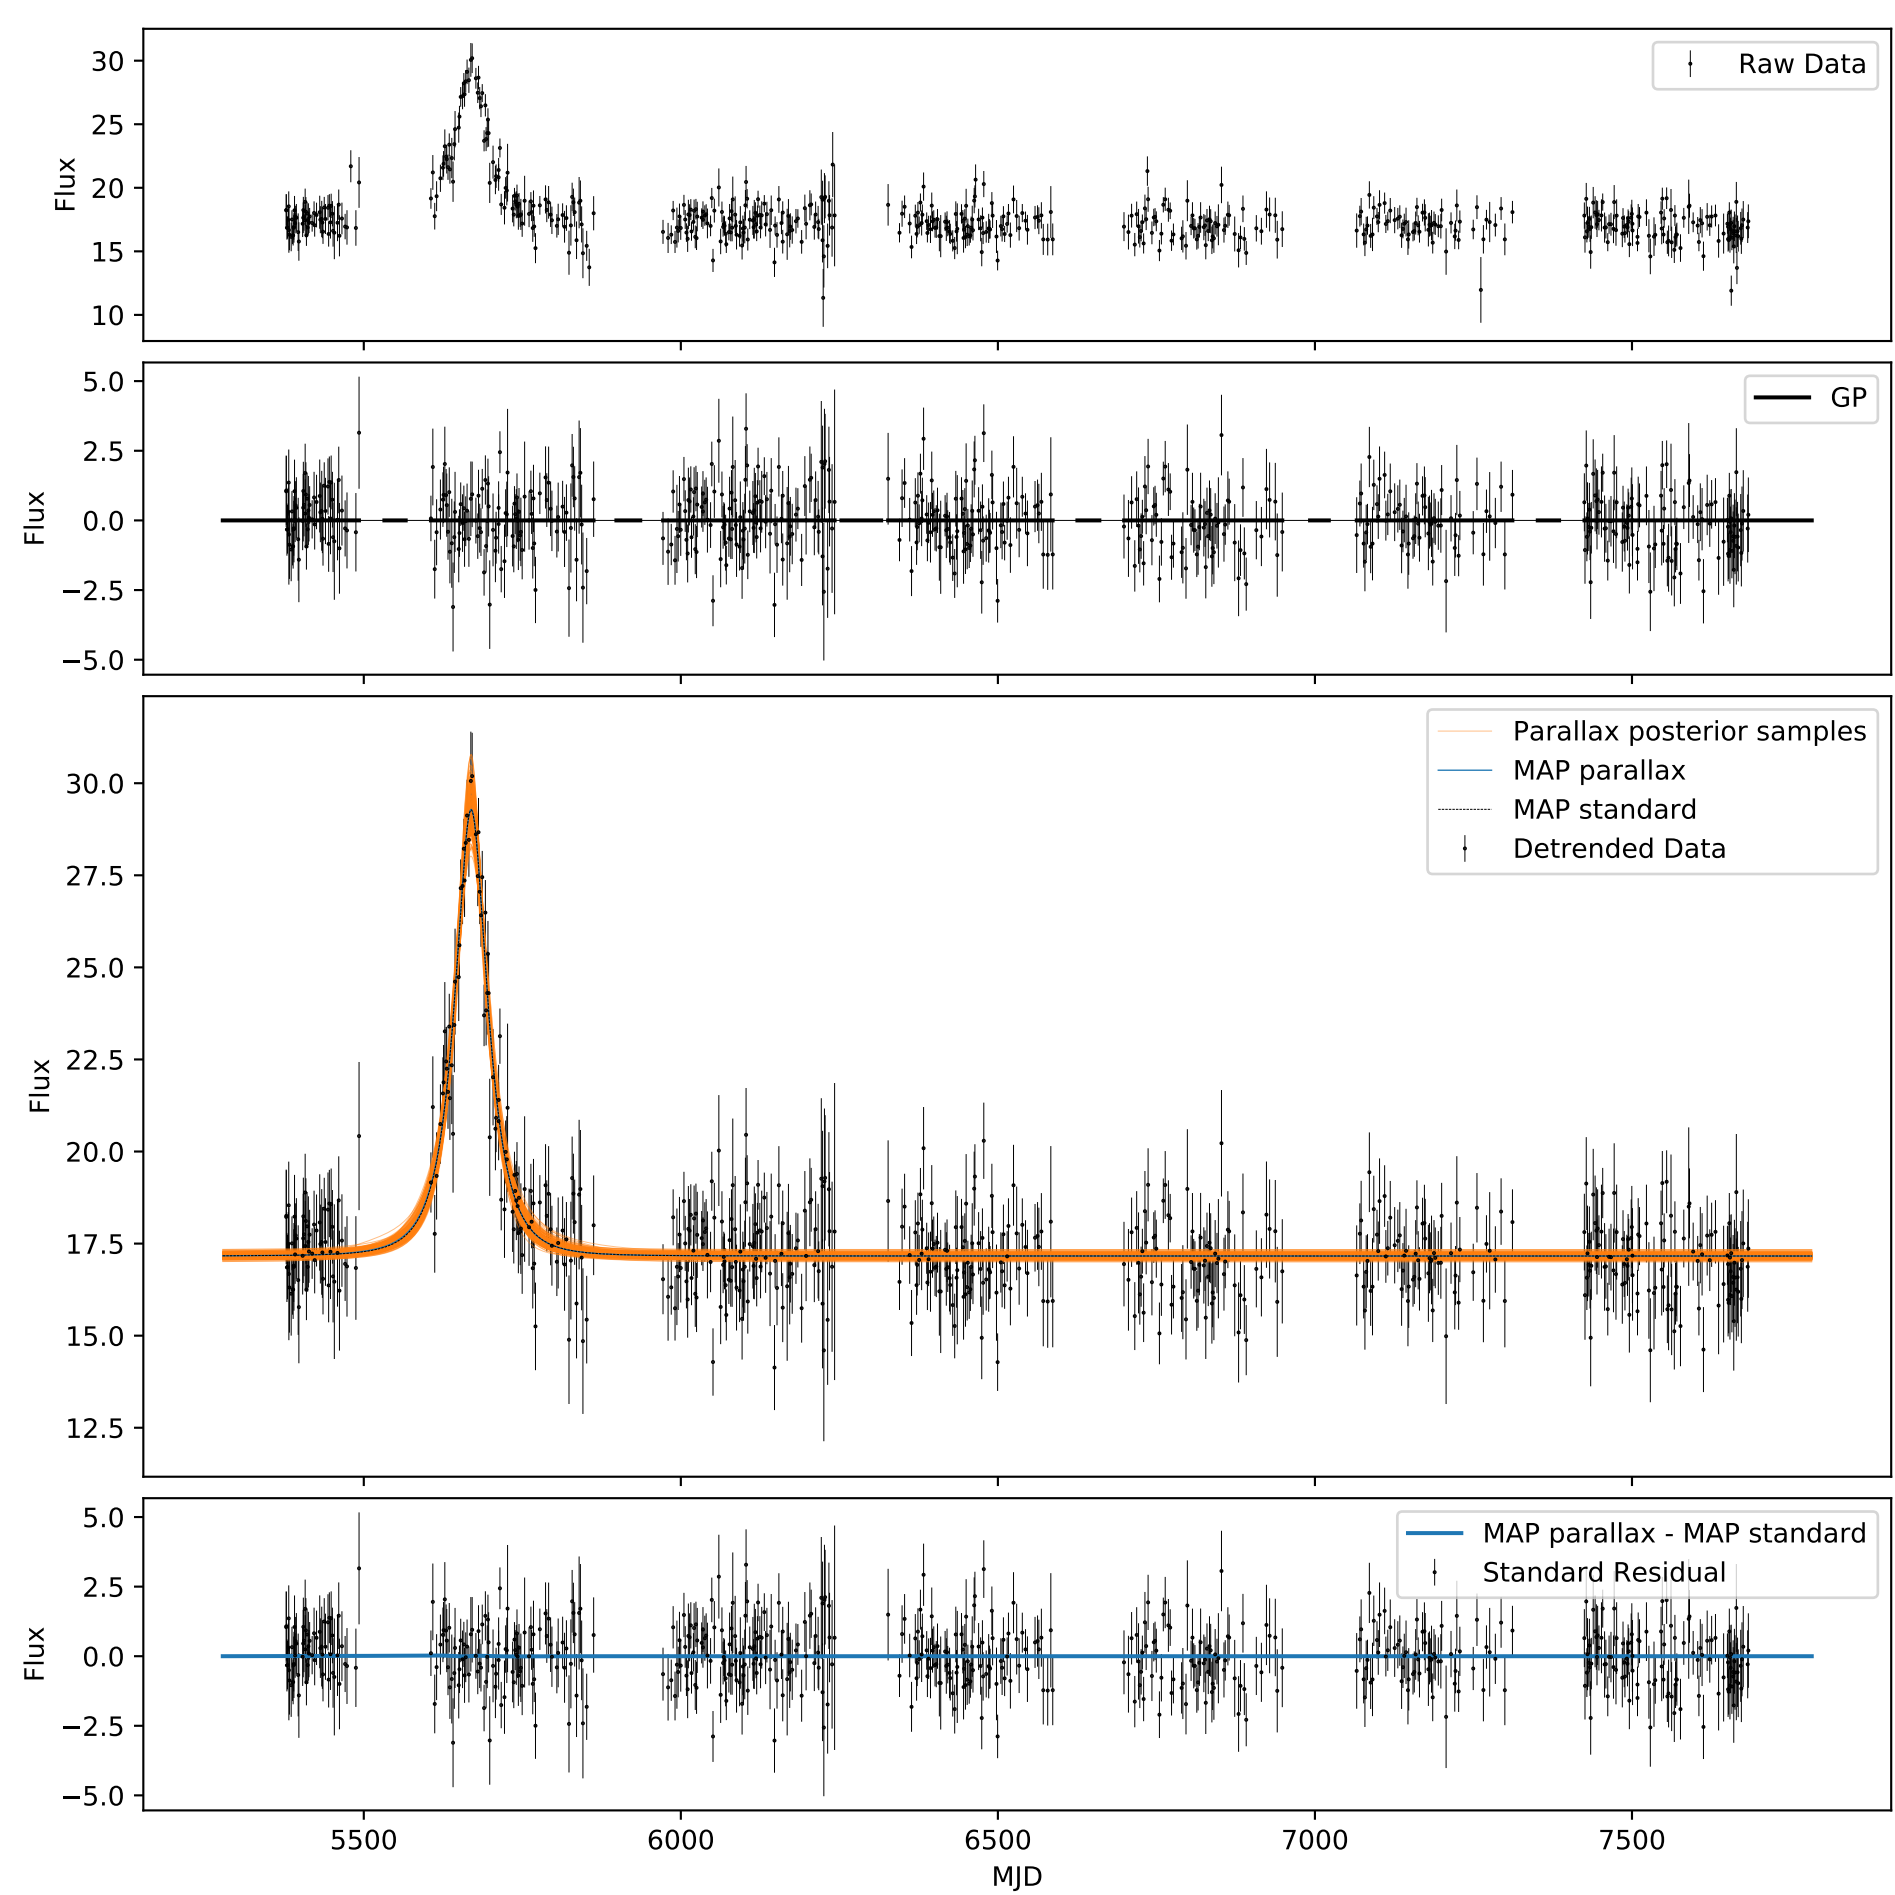 30
25
20
15
10
Flux
Raw Data
5.0
2.5
0.0
−2.5
−5.0
Flux
GP
30.0
27.5
25.0
22.5
20.0
17.5
15.0
12.5
Flux
Parallax posterior samples
MAP parallax
MAP standard
Detrended Data
5.0
2.5
0.0
−2.5
−5.0
Flux
MAP parallax - MAP standard
Standard Residual
5500
6000
6500
7000
7500
MJD